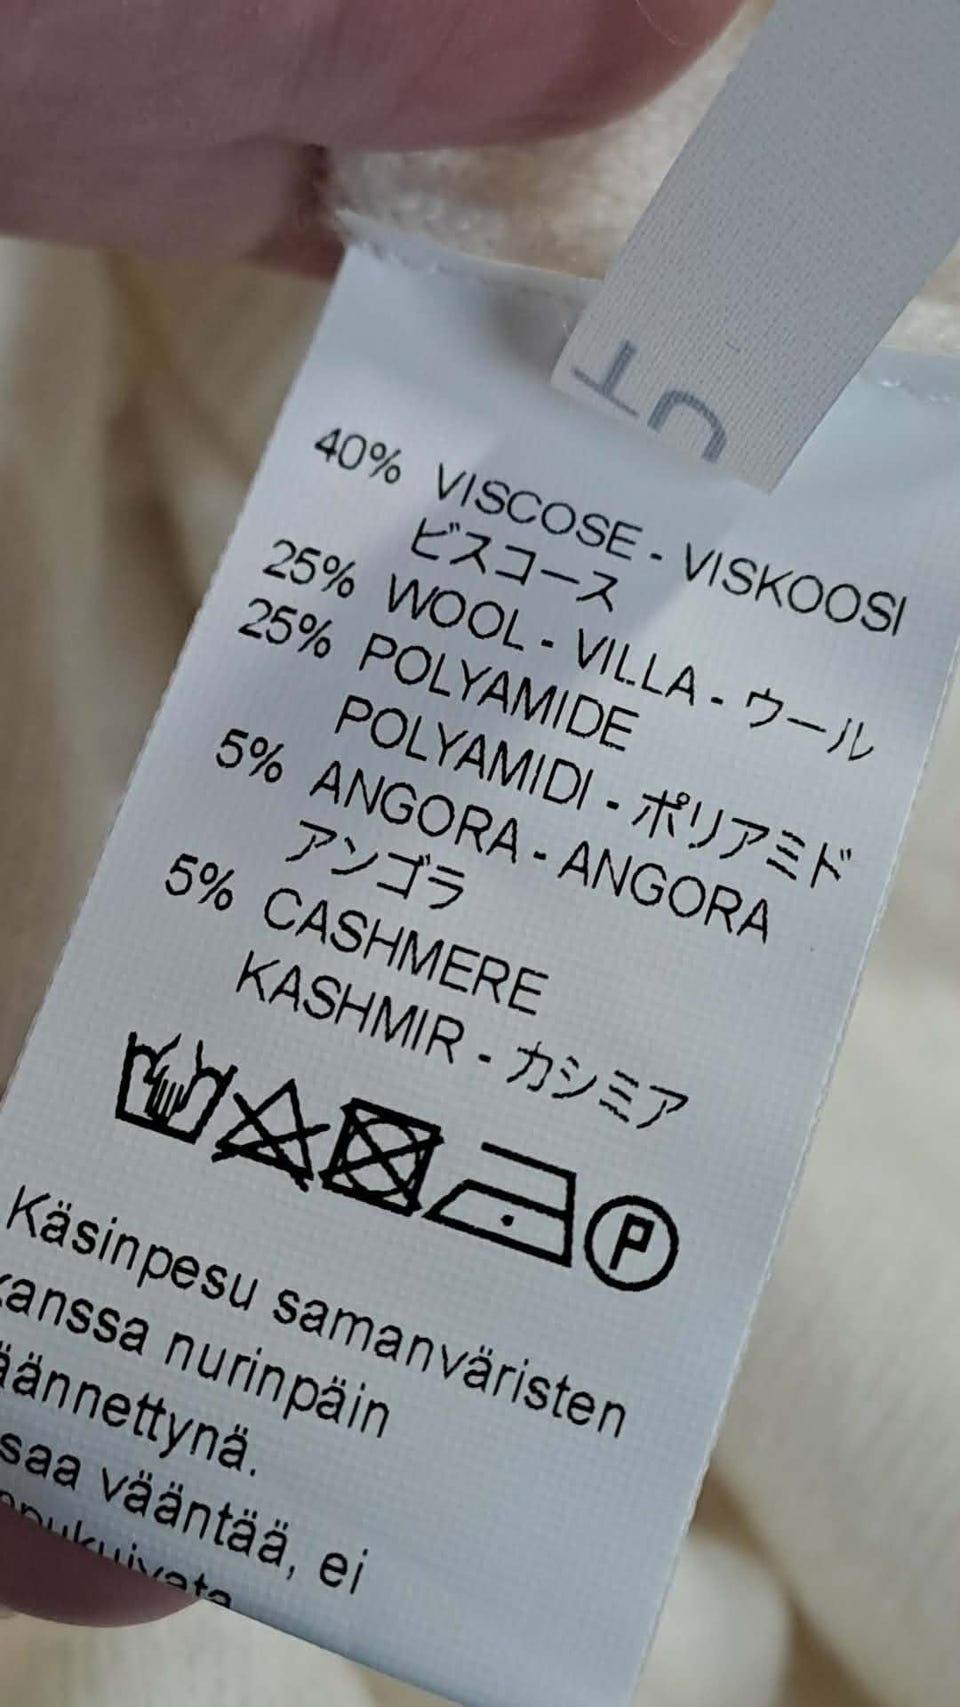 40% VISCOSE - VISKOOSI
ビスコース
25% WOOL - VILLA - ウール
25% POLYAMIDE
POLYAMIDI - ポリアミド
5% ANGORA - ANGORA
アンゴラ
5% CASHMERE
KASHMIR - カシミア
P
Käsinpesu samanväristen
kanssa nurinpäin
väännettynä.
saa vääntää, ei